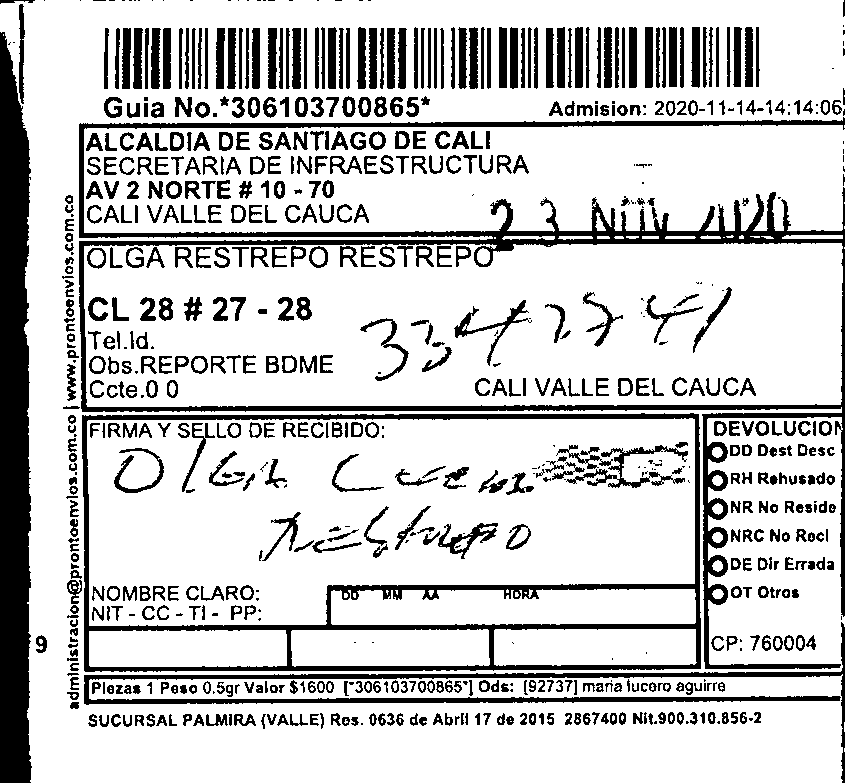 Guia No.*306103700865*
Admision: 2020-11-14-14:14:06
ALCALDIA DE SANTIAGO DE CALI
SECRETARIA DE INFRAESTRUCTURA
AV 2 NORTE # 10 - 70
CALI VALLE DEL CAUCA
23 NOV 2020
OLGA RESTREPO RESTREPO
CL 28 # 27 - 28
Tel.Id.
3347741
Obs.REPORTE BDME
Ccte.0 0
CALI VALLE DEL CAUCA
administracion@prontoenvios.com.co | www.prontoenvios.com.co
FIRMA Y SELLO DE RECIBIDO:
Olga
Restrepo
NOMBRE CLARO:
NIT - CC - TI - PP:
DD MM AA HORA
DEVOLUCION
DD Dest Desc
RH Rehusado
NR No Reside
NRC No Recl
DE Dir Errada
OT Otros
CP: 760004
9
Piezas 1 Peso 0.5gr Valor $1600 [*306103700865*] Ods: [92737] maria lucero aguirre
SUCURSAL PALMIRA (VALLE) Res. 0636 de Abril 17 de 2015 2867400 Nit.900.310.856-2